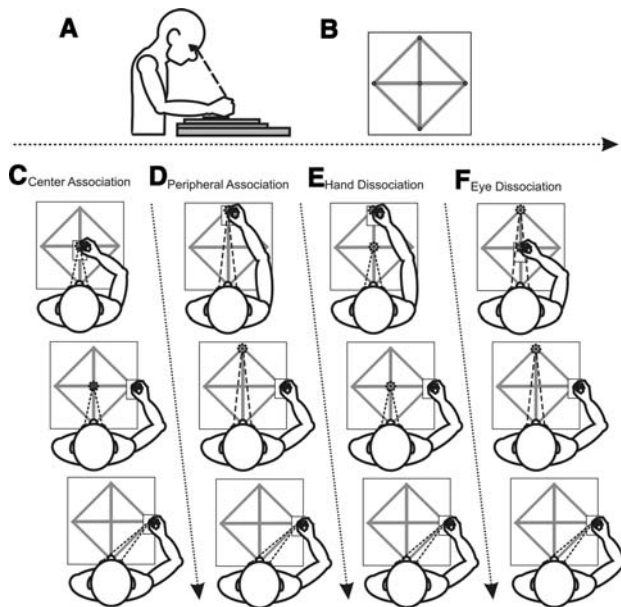 A
B
C Center Association
D Peripheral Association
E Hand Dissociation
F Eye Dissociation